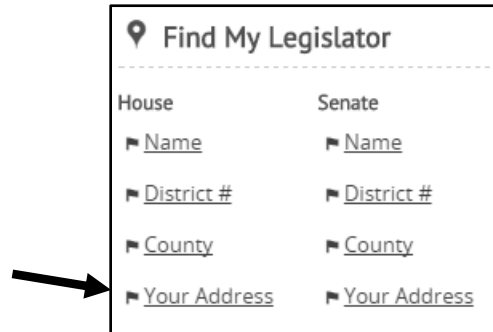 Find My Legislator
House Senate
Name Name
District # District #
County County
Your Address Your Address